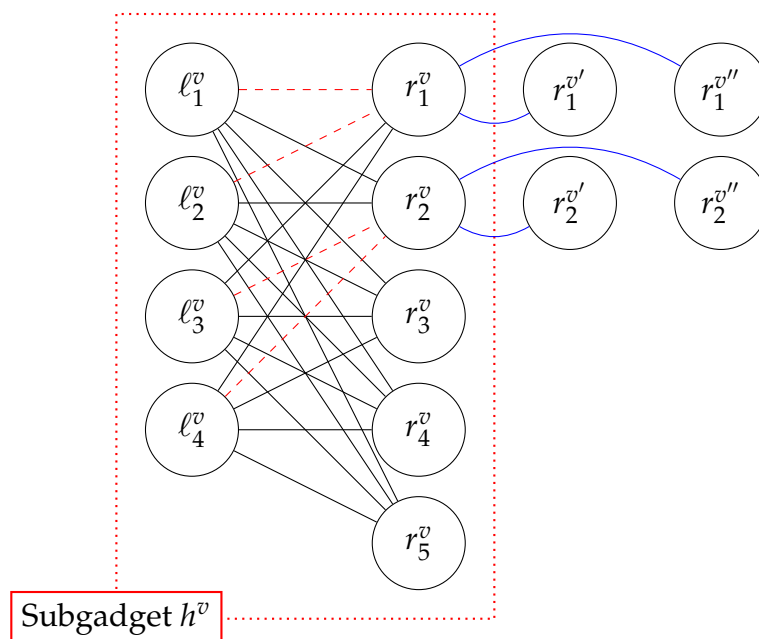 ℓ₁ᵛ r₁ᵛ r₁ᵛ′ r₁ᵛ″
ℓ₂ᵛ r₂ᵛ r₂ᵛ′ r₂ᵛ″
ℓ₃ᵛ r₃ᵛ
ℓ₄ᵛ r₄ᵛ
r₅ᵛ
Subgadget hᵛ